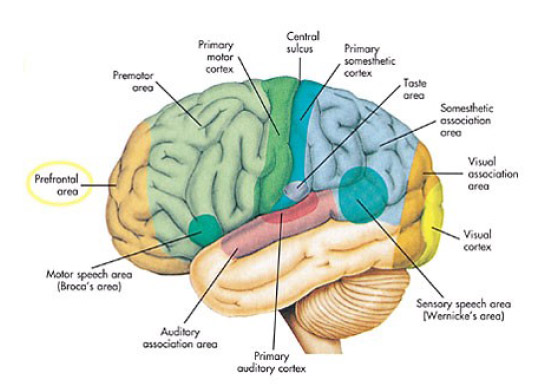 Central
sulcus
Primary
motor
cortex
Primary
somesthetic
cortex
Premotor
area
Taste
area
Somesthetic
association
area
Prefrontal
area
Visual
association
area
Visual
cortex
Motor speech area
(Broca's area)
Sensory speech area
(Wernicke's area)
Auditory
association area
Primary
auditory cortex